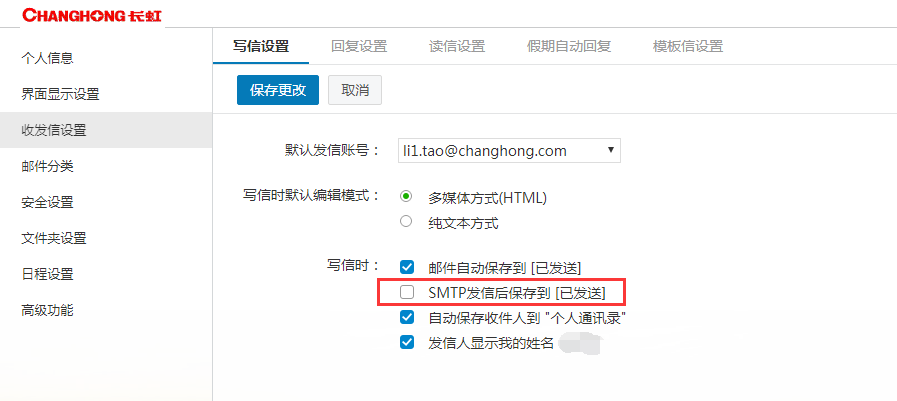 CHANGHONG 长虹
个人信息
界面显示设置
收发信设置
邮件分类
安全设置
文件夹设置
日程设置
高级功能
写信设置 回复设置 读信设置 假期自动回复 模板信设置
保存更改 取消
默认发信账号： li1.tao@changhong.com
写信时默认编辑模式： 多媒体方式(HTML)
纯文本方式
写信时： 邮件自动保存到 [已发送]
SMTP发信后保存到 [已发送]
自动保存收件人到 "个人通讯录"
发信人显示我的姓名